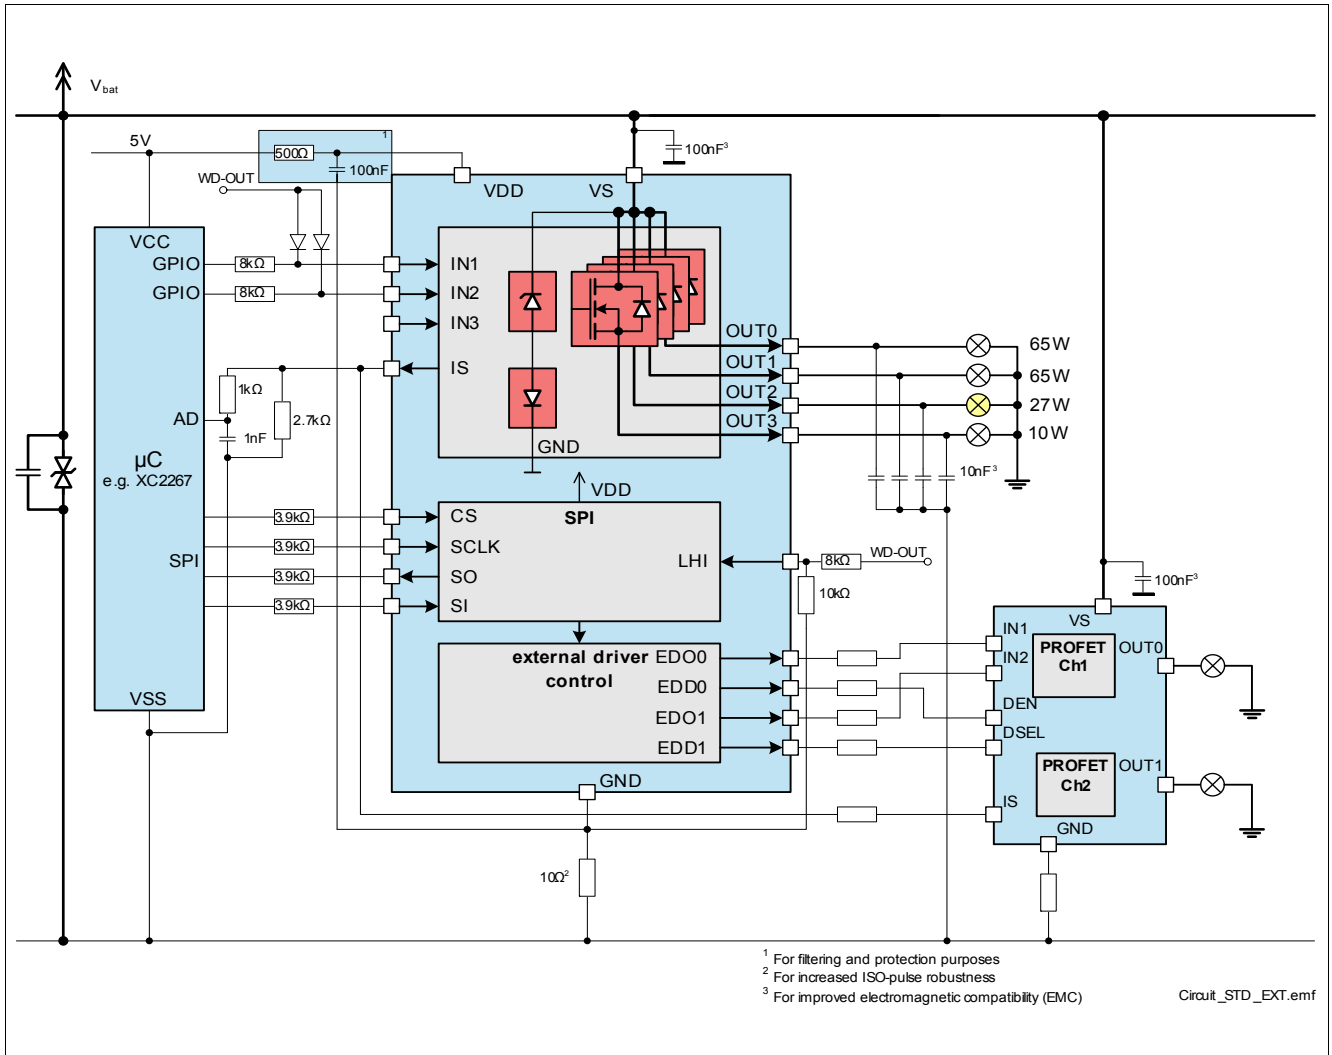 Vbat
5V
1
500Ω
100nF
100nF3
WD-OUT
VDD
VS
VCC
GPIO
8kΩ
IN1
GPIO
8kΩ
IN2
IN3
OUT0
65W
IS
OUT1
65W
1kΩ
OUT2
27W
AD
2.7kΩ
OUT3
10W
1nF
GND
µC
10nF3
e.g. XC2267
VDD
3.9kΩ
CS
SPI
3.9kΩ
SCLK
WD-OUT
SPI
LHI
8kΩ
3.9kΩ
SO
100nF3
10kΩ
3.9kΩ
SI
VS
IN1
external driver
control
EDO0
IN2
PROFET
Ch1
OUT0
EDD0
VSS
DEN
EDO1
DSEL
EDD1
PROFET
Ch2
OUT1
GND
IS
GND
10Ω2
1 For filtering and protection purposes
2 For increased ISO-pulse robustness
3 For improved electromagnetic compatibility (EMC)
Circuit_STD_EXT.emf